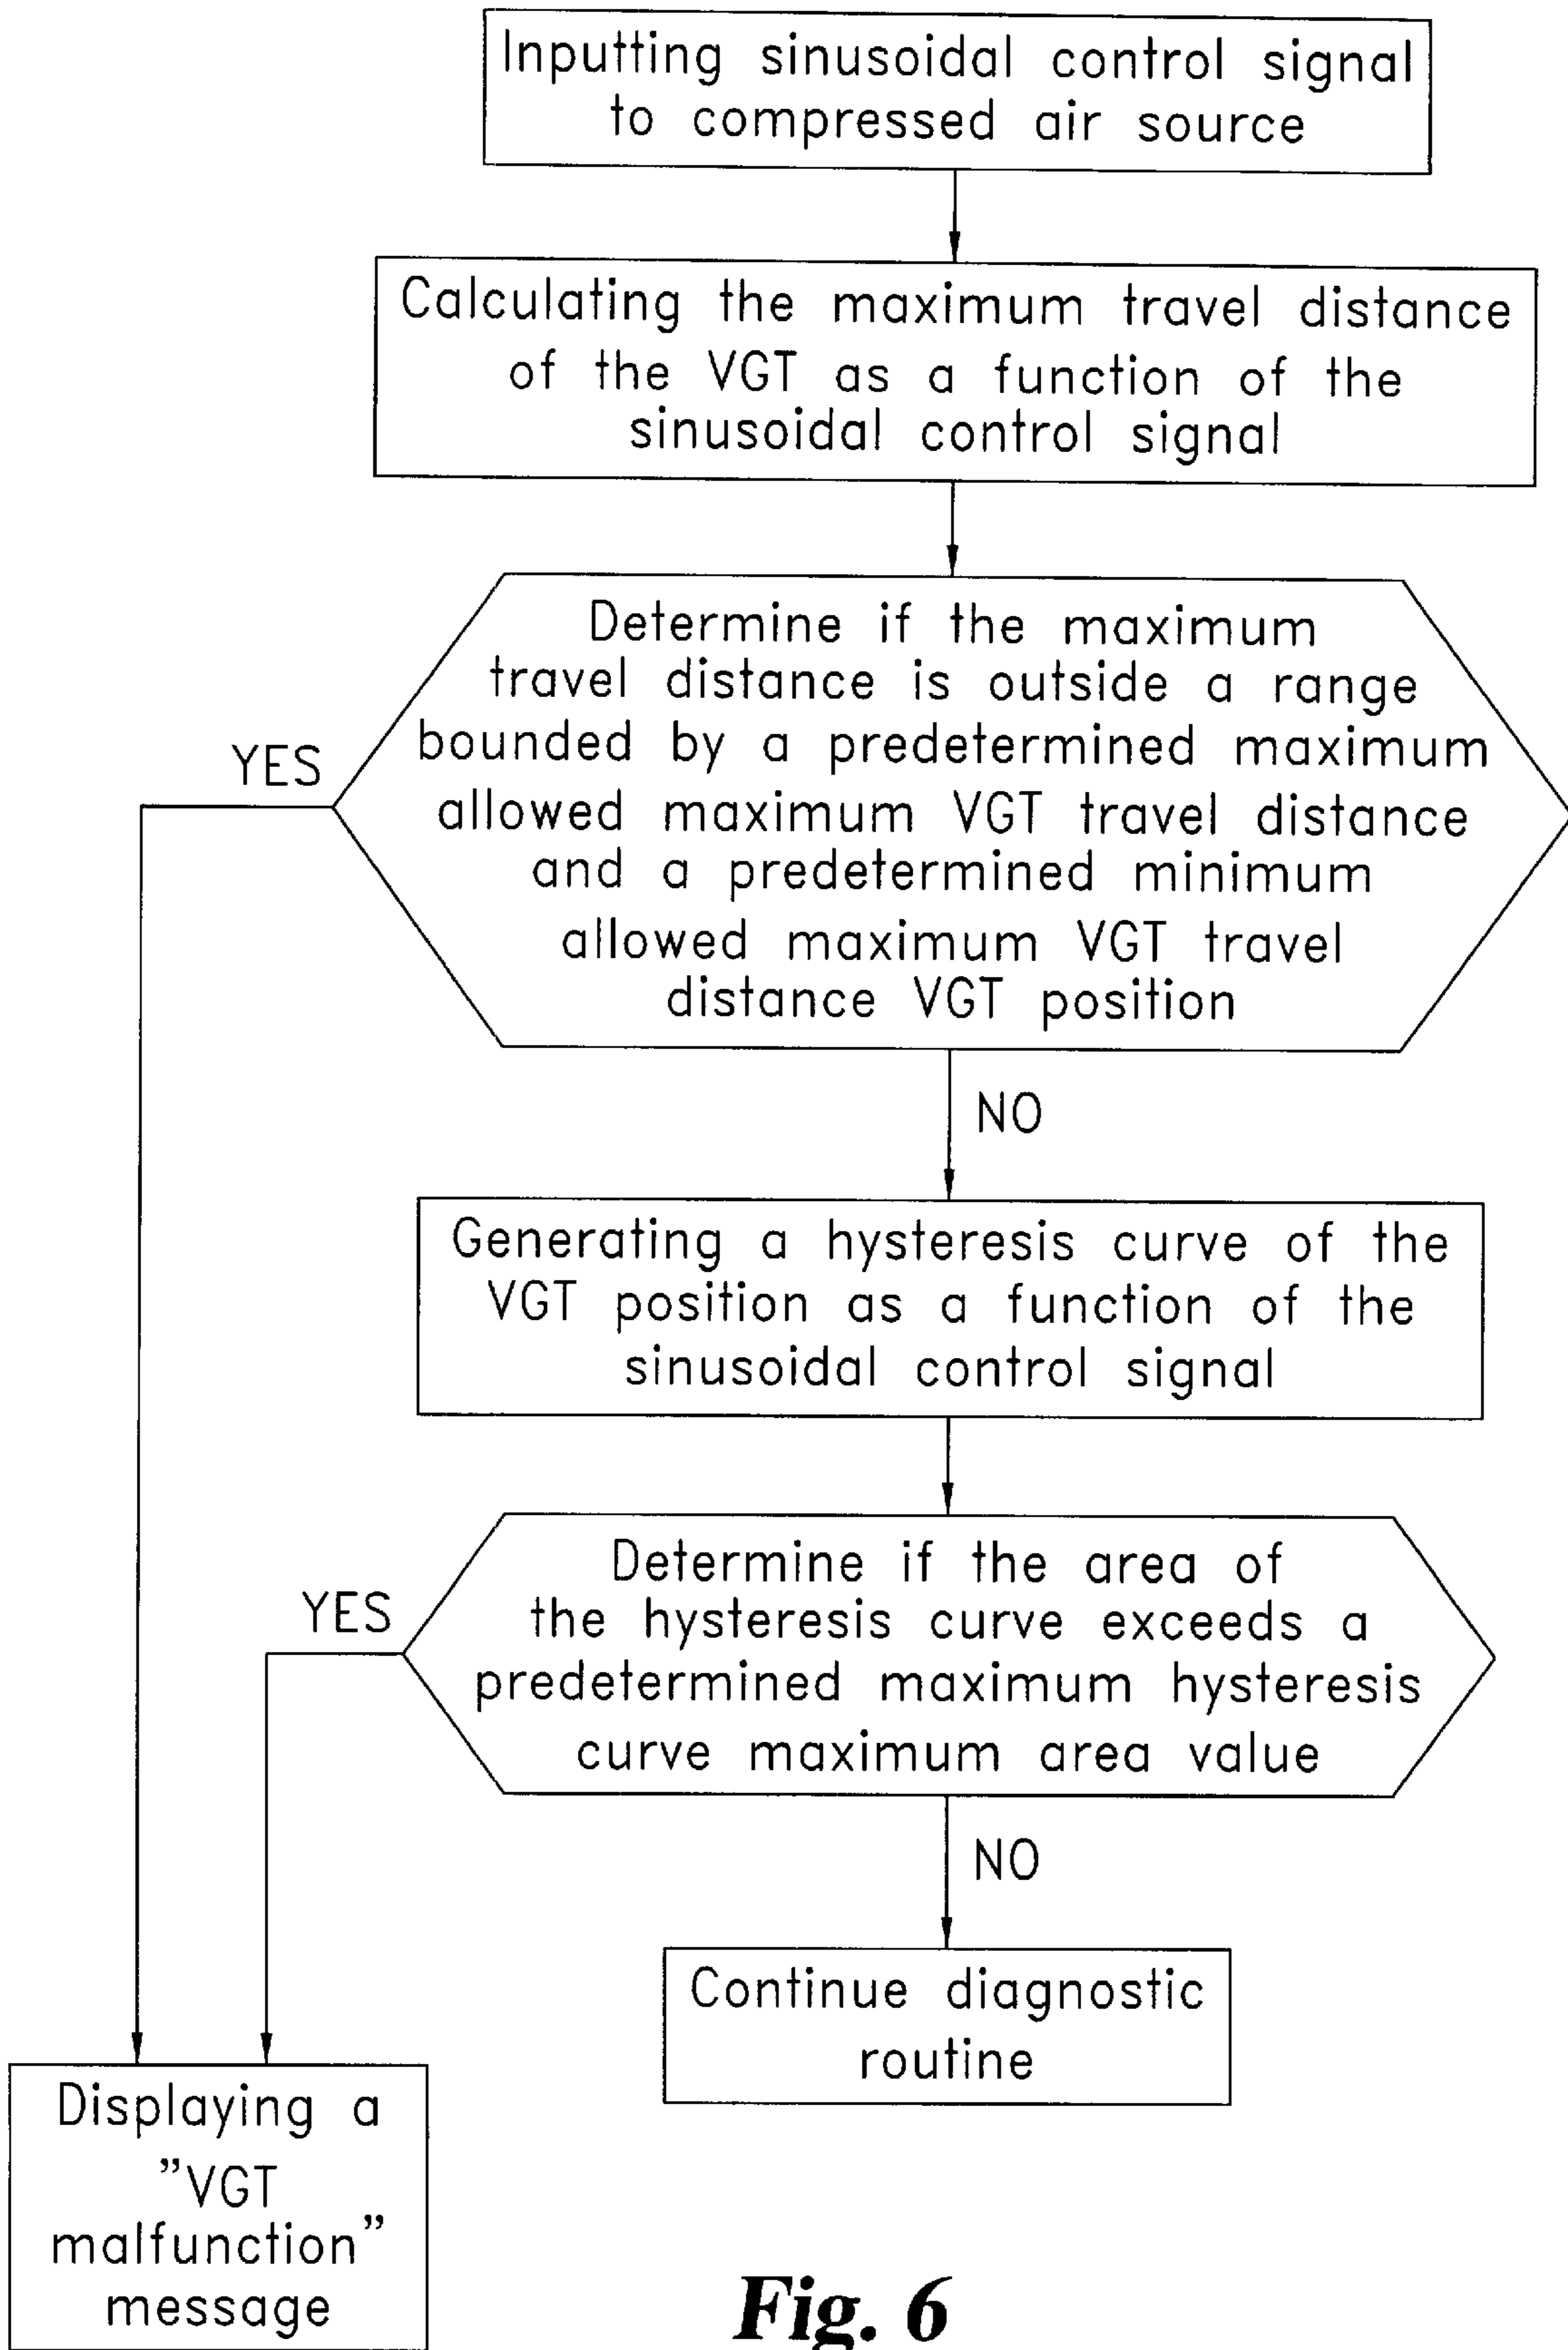 Inputting sinusoidal control signal
to compressed air source
Calculating the maximum travel distance
of the VGT as a function of the
sinusoidal control signal
Determine if the maximum
travel distance is outside a range
bounded by a predetermined maximum
allowed maximum VGT travel distance
and a predetermined minimum
allowed maximum VGT travel
distance VGT position
YES
NO
Generating a hysteresis curve of the
VGT position as a function of the
sinusoidal control signal
Determine if the area of
the hysteresis curve exceeds a
predetermined maximum hysteresis
curve maximum area value
YES
NO
Continue diagnostic
routine
Displaying a
”VGT
malfunction”
message
Fig. 6